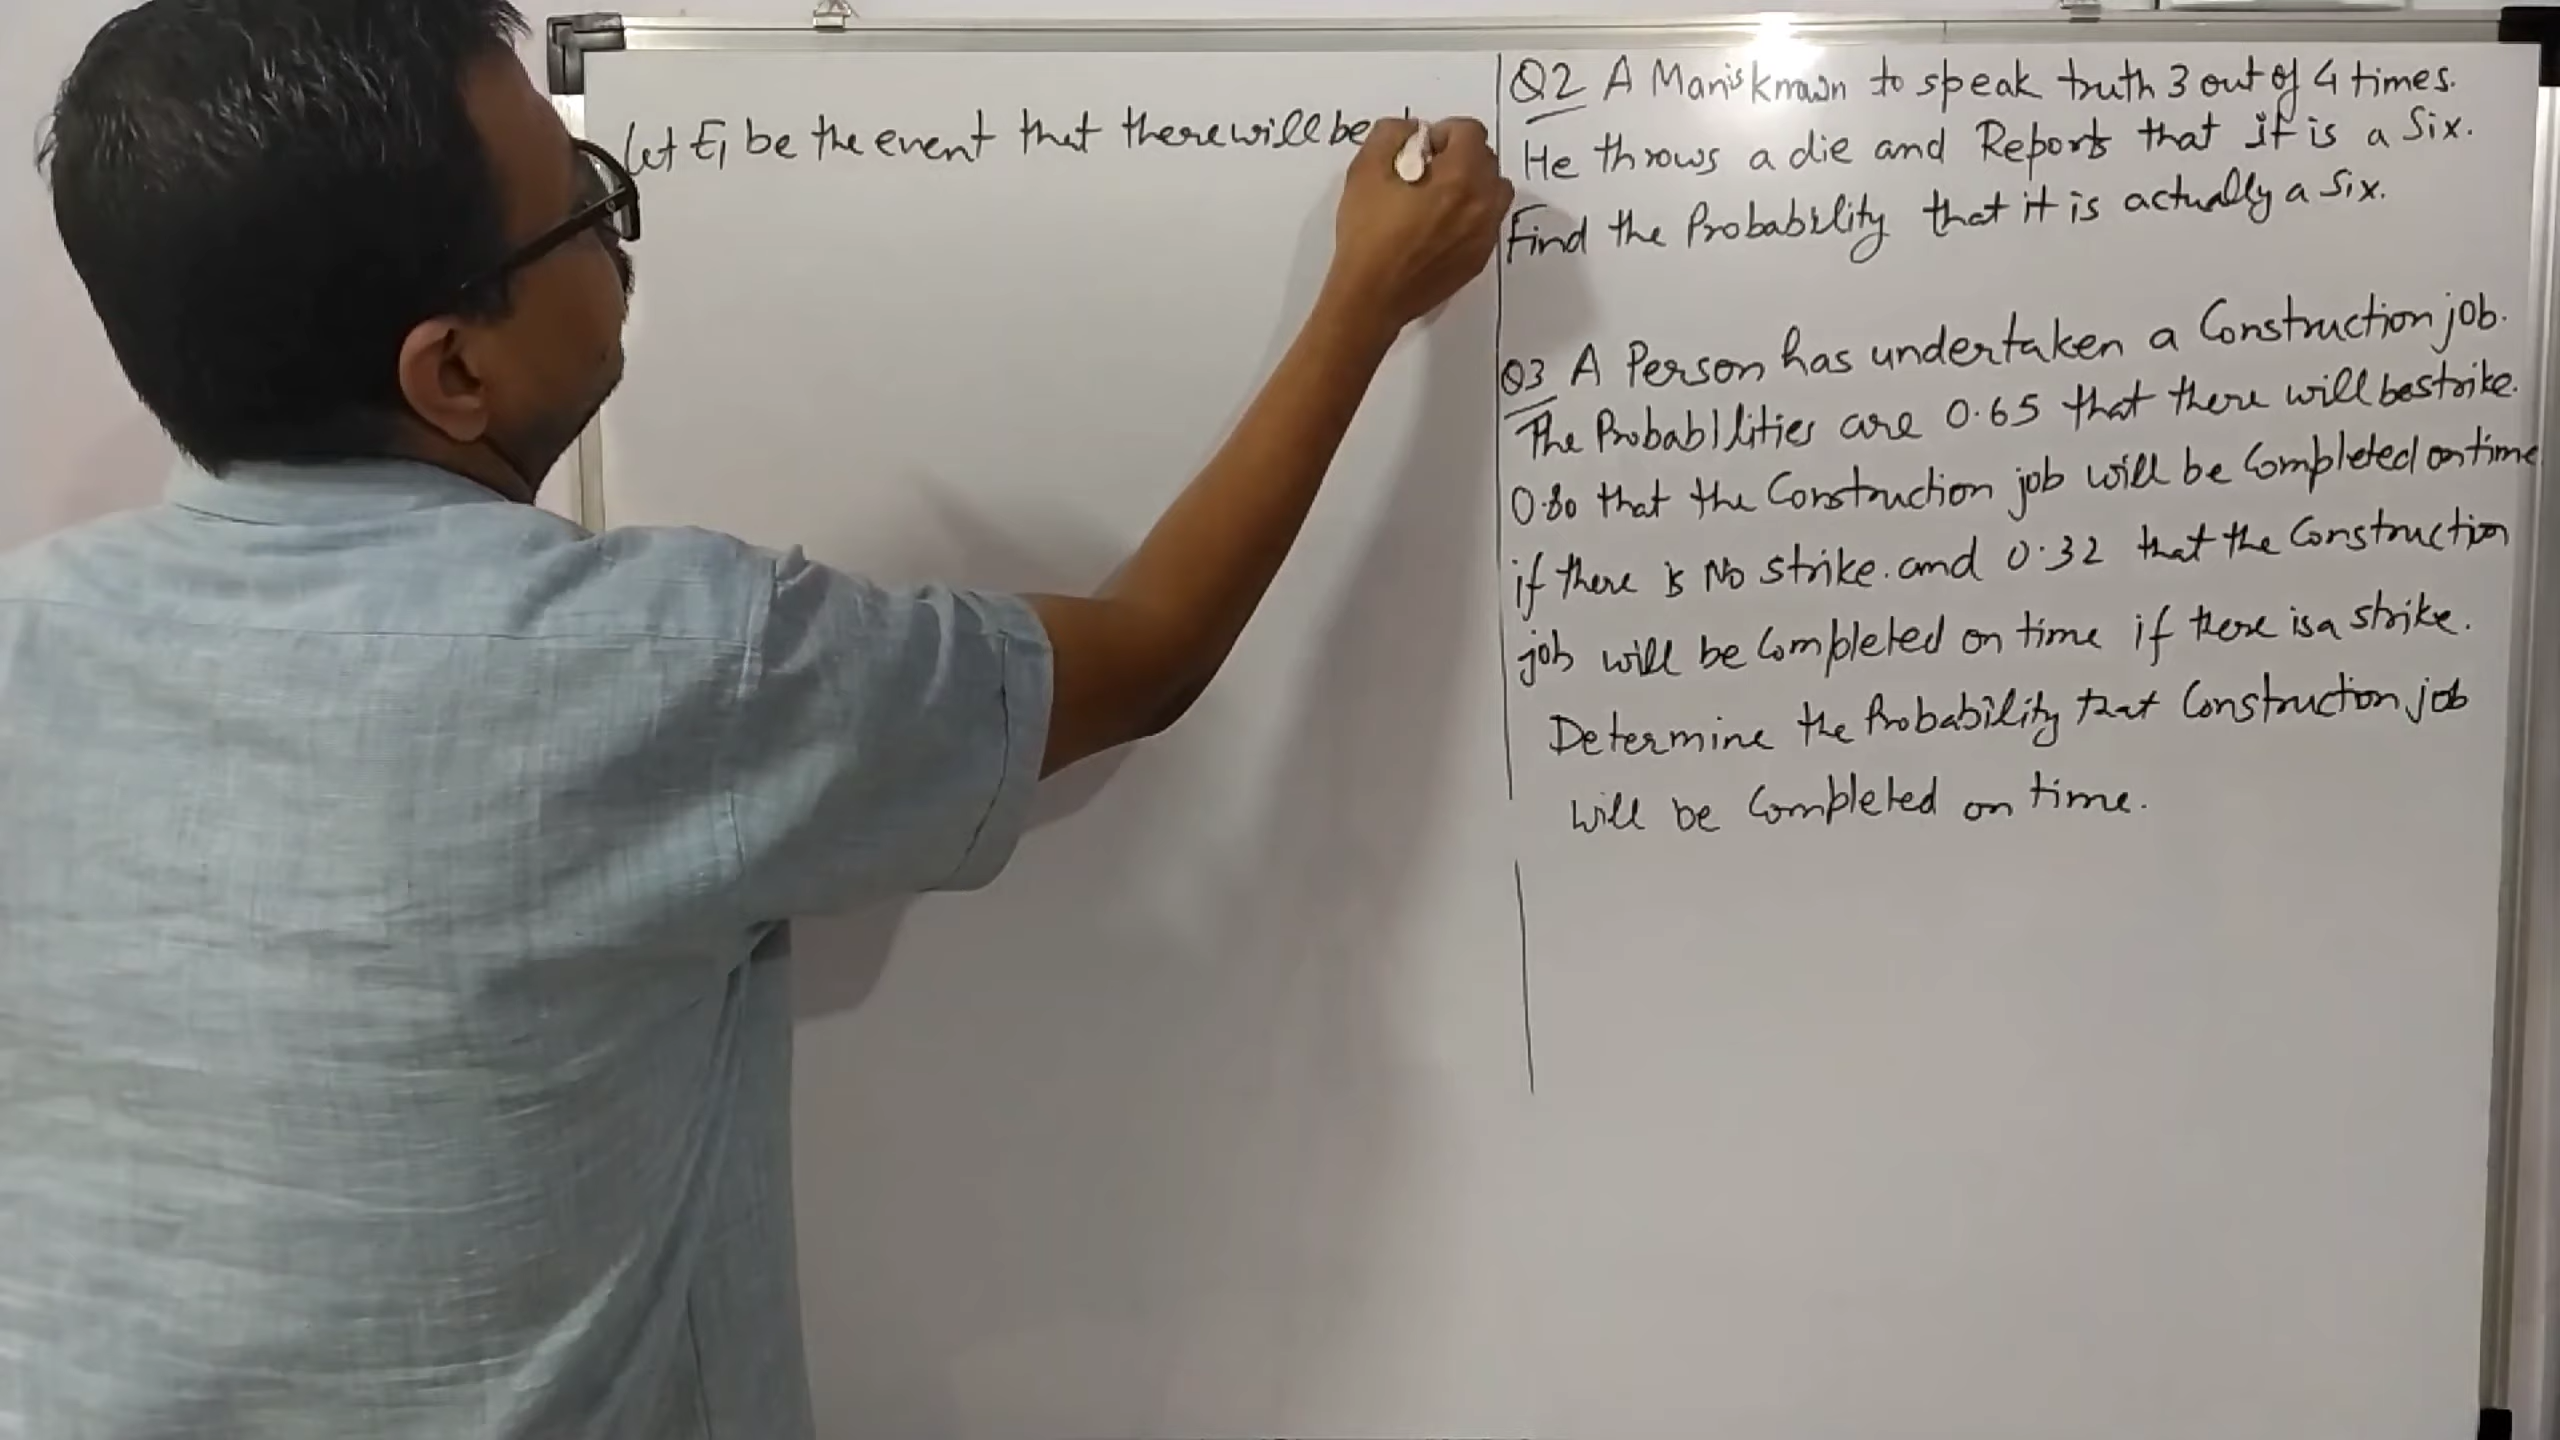 Let E1 be the event that there will be
Q2 A Man is known to speak truth 3 out of 4 times.
He throws a die and Reports that it is a Six.
Find the Probability that it is actually a Six.
Q3 A Person has undertaken a Construction job.
The Probabilities are 0.65 that there will be strike.
0.80 that the Construction job will be Completed on time
if there is No strike. and 0.32 that the Construction
job will be Completed on time if there is a strike.
Determine the Probability that Construction job
will be Completed on time.